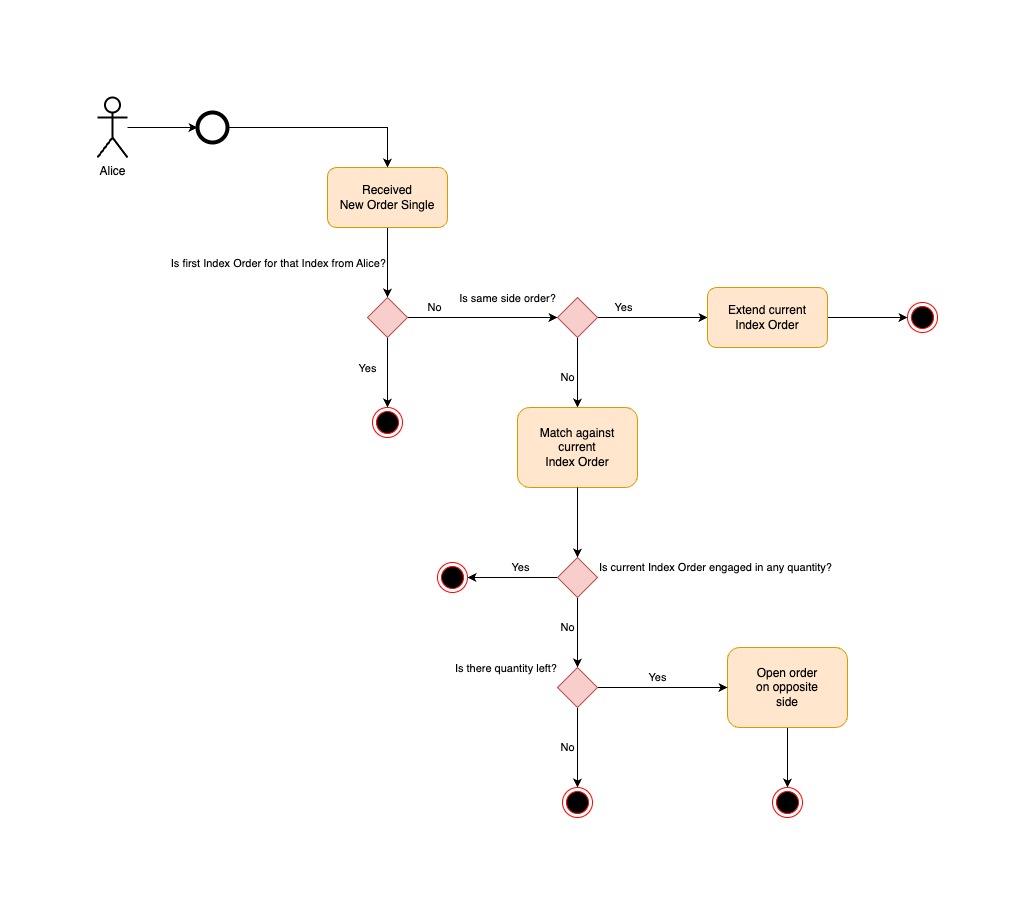 Alice
Received
New Order Single
Is first Index Order for that Index from Alice?
No
Is same side order?
Yes
Extend current
Index Order
Yes
No
Match against
current
Index Order
Yes
Is current Index Order engaged in any quantity?
No
Is there quantity left?
Yes
Open order
on opposite
side
No